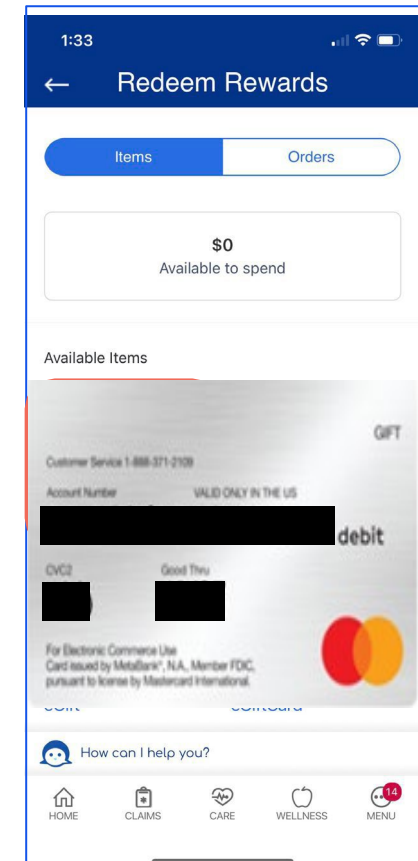 1:33
Redeem Rewards
Items
Orders
$0
Available to spend
Available Items
GIFT
Customer Service 1-888-371-2109
Account Number
VALID ONLY IN THE US
debit
CVC2
Good Thru
For Electronic Commerce Use
Card issued by MetaBank®, N.A., Member FDIC,
pursuant to license by Mastercard International.
How can I help you?
14
HOME
CLAIMS
CARE
WELLNESS
MENU